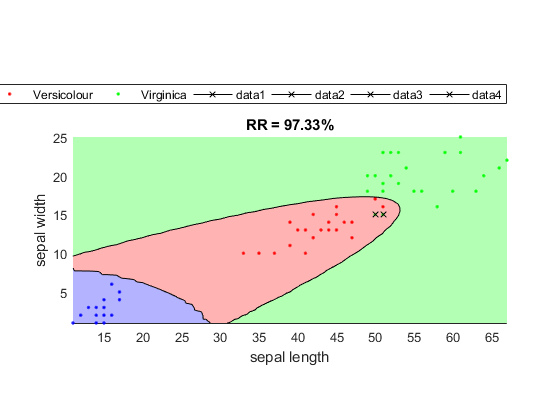 Versicolour Virginica data1 data2 data3 data4
RR = 97.33%
25
20
15
10
5
sepal width
15 20 25 30 35 40 45 50 55 60 65
sepal length